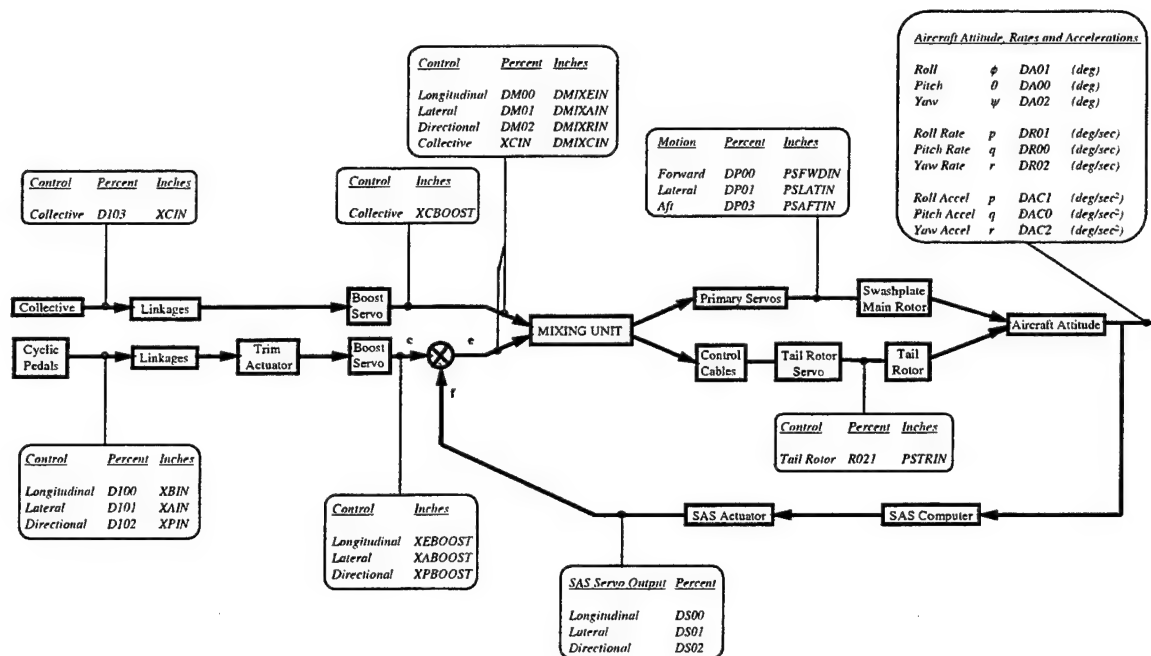 Aircraft Attitude, Rates and Accelerations
Roll ϕ DA01 (deg)
Pitch θ DA00 (deg)
Yaw ψ DA02 (deg)
Roll Rate p DR01 (deg/sec)
Pitch Rate q DR00 (deg/sec)
Yaw Rate r DR02 (deg/sec)
Roll Accel p DAC1 (deg/sec²)
Pitch Accel q DAC0 (deg/sec²)
Yaw Accel r DAC2 (deg/sec²)
Control Percent Inches
Longitudinal DM00 DMIXEIN
Lateral DM01 DMIXAIN
Directional DM02 DMIXRIN
Collective XCIN DMIXCIN
Motion Percent Inches
Forward DP00 PSFWDIN
Lateral DP01 PSLATIN
Aft DP03 PSAFTIN
Control Percent Inches
Collective D103 XCIN
Control Inches
Collective XCBOOST
Collective
Linkages
Boost
Servo
MIXING UNIT
Primary Servos
Swashplate
Main Rotor
Aircraft Attitude
Cyclic
Pedals
Linkages
Trim
Actuator
Boost
Servo
c
e
f
Control
Cables
Tail Rotor
Servo
Tail
Rotor
Control Percent Inches
Tail Rotor R021 PSTRIN
Control Percent Inches
Longitudinal D100 XBIN
Lateral D101 XAIN
Directional D102 XPIN
Control Inches
Longitudinal XEBOOST
Lateral XABOOST
Directional XPBOOST
SAS Actuator
SAS Computer
SAS Servo Output Percent
Longitudinal DS00
Lateral DS01
Directional DS02